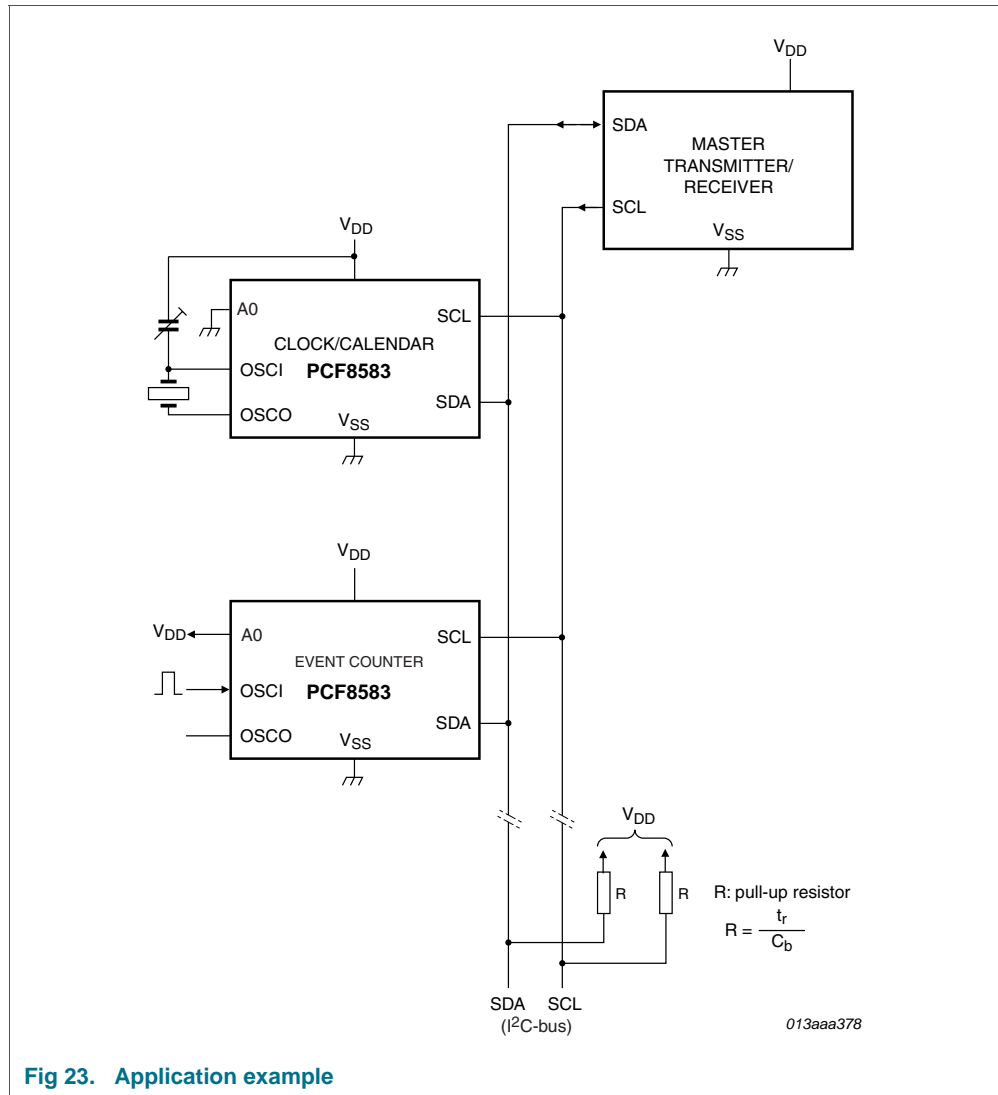 VDD
SDA
MASTER
TRANSMITTER/
RECEIVER
SCL
VSS
VDD
A0
SCL
CLOCK/CALENDAR
OSCI PCF8583
SDA
OSCO
VSS
VDD
VDD
A0
SCL
EVENT COUNTER
OSCI PCF8583
SDA
OSCO
VSS
VDD
R
R
R: pull-up resistor
R = tr
Cb
SDA SCL
(I²C-bus)
013aaa378
Fig 23. Application example